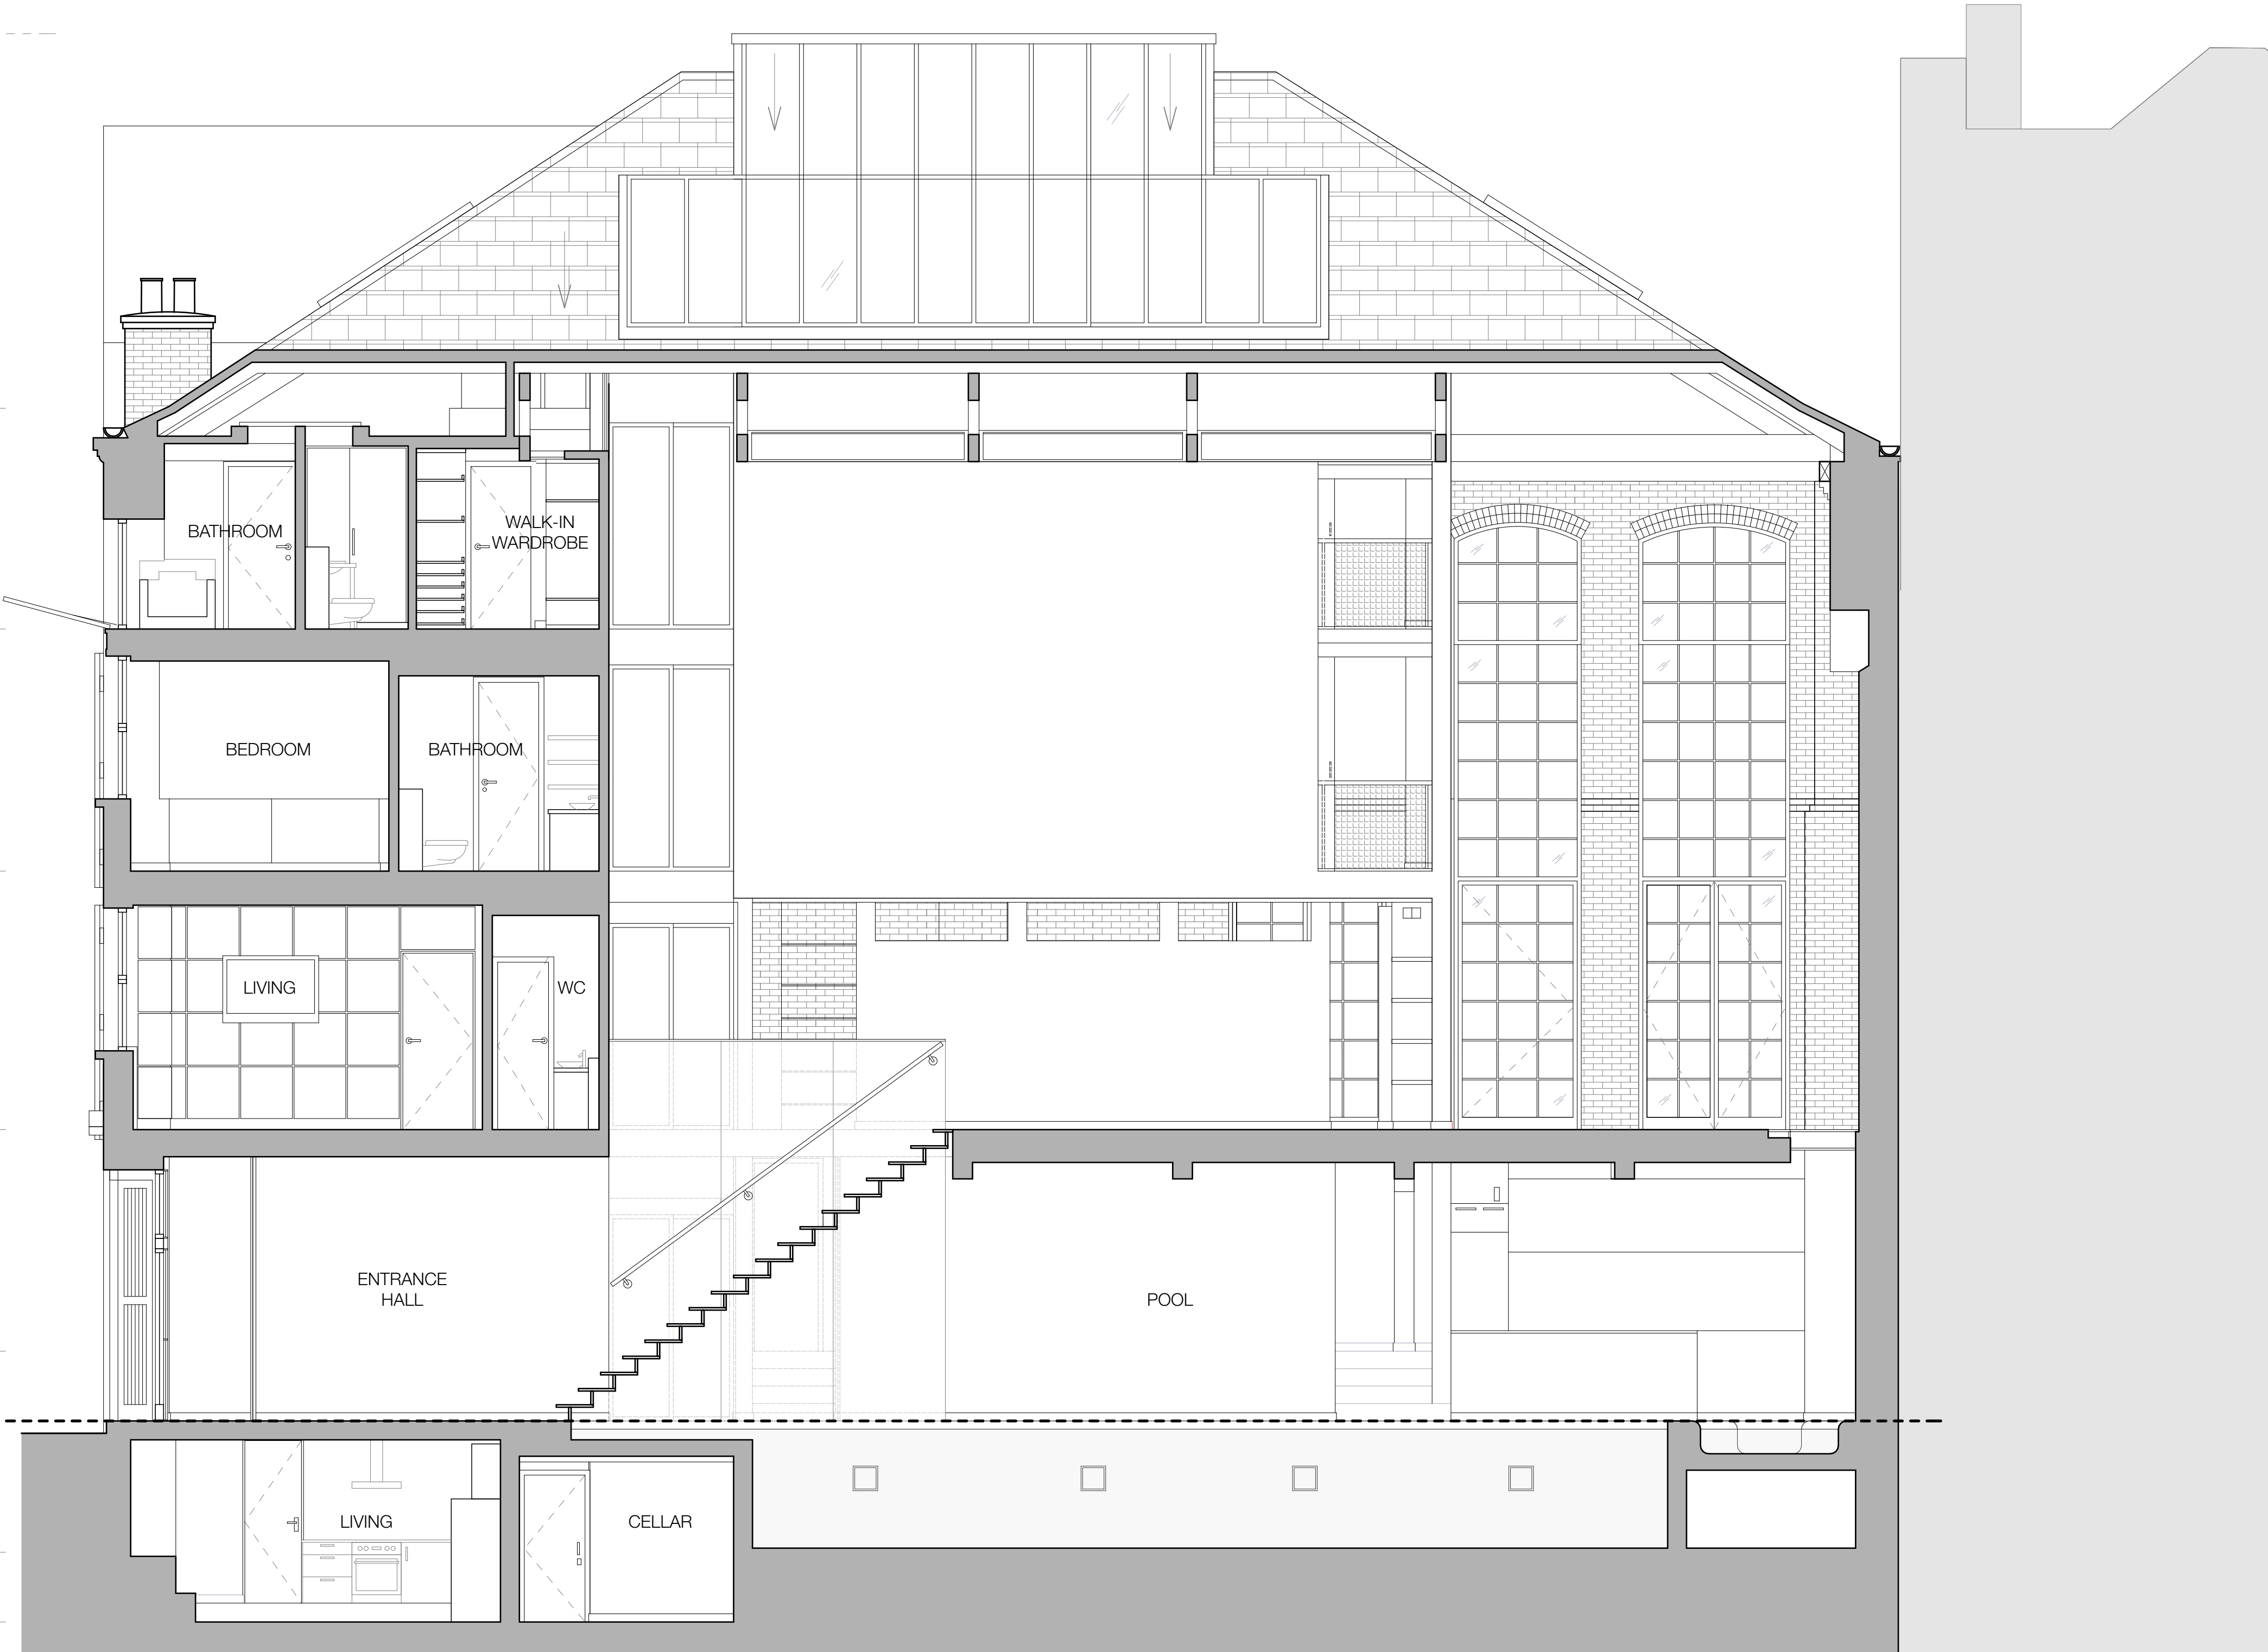 BATHROOM
WALK-IN
WARDROBE
BEDROOM
BATHROOM
LIVING
WC
ENTRANCE
HALL
POOL
LIVING
CELLAR